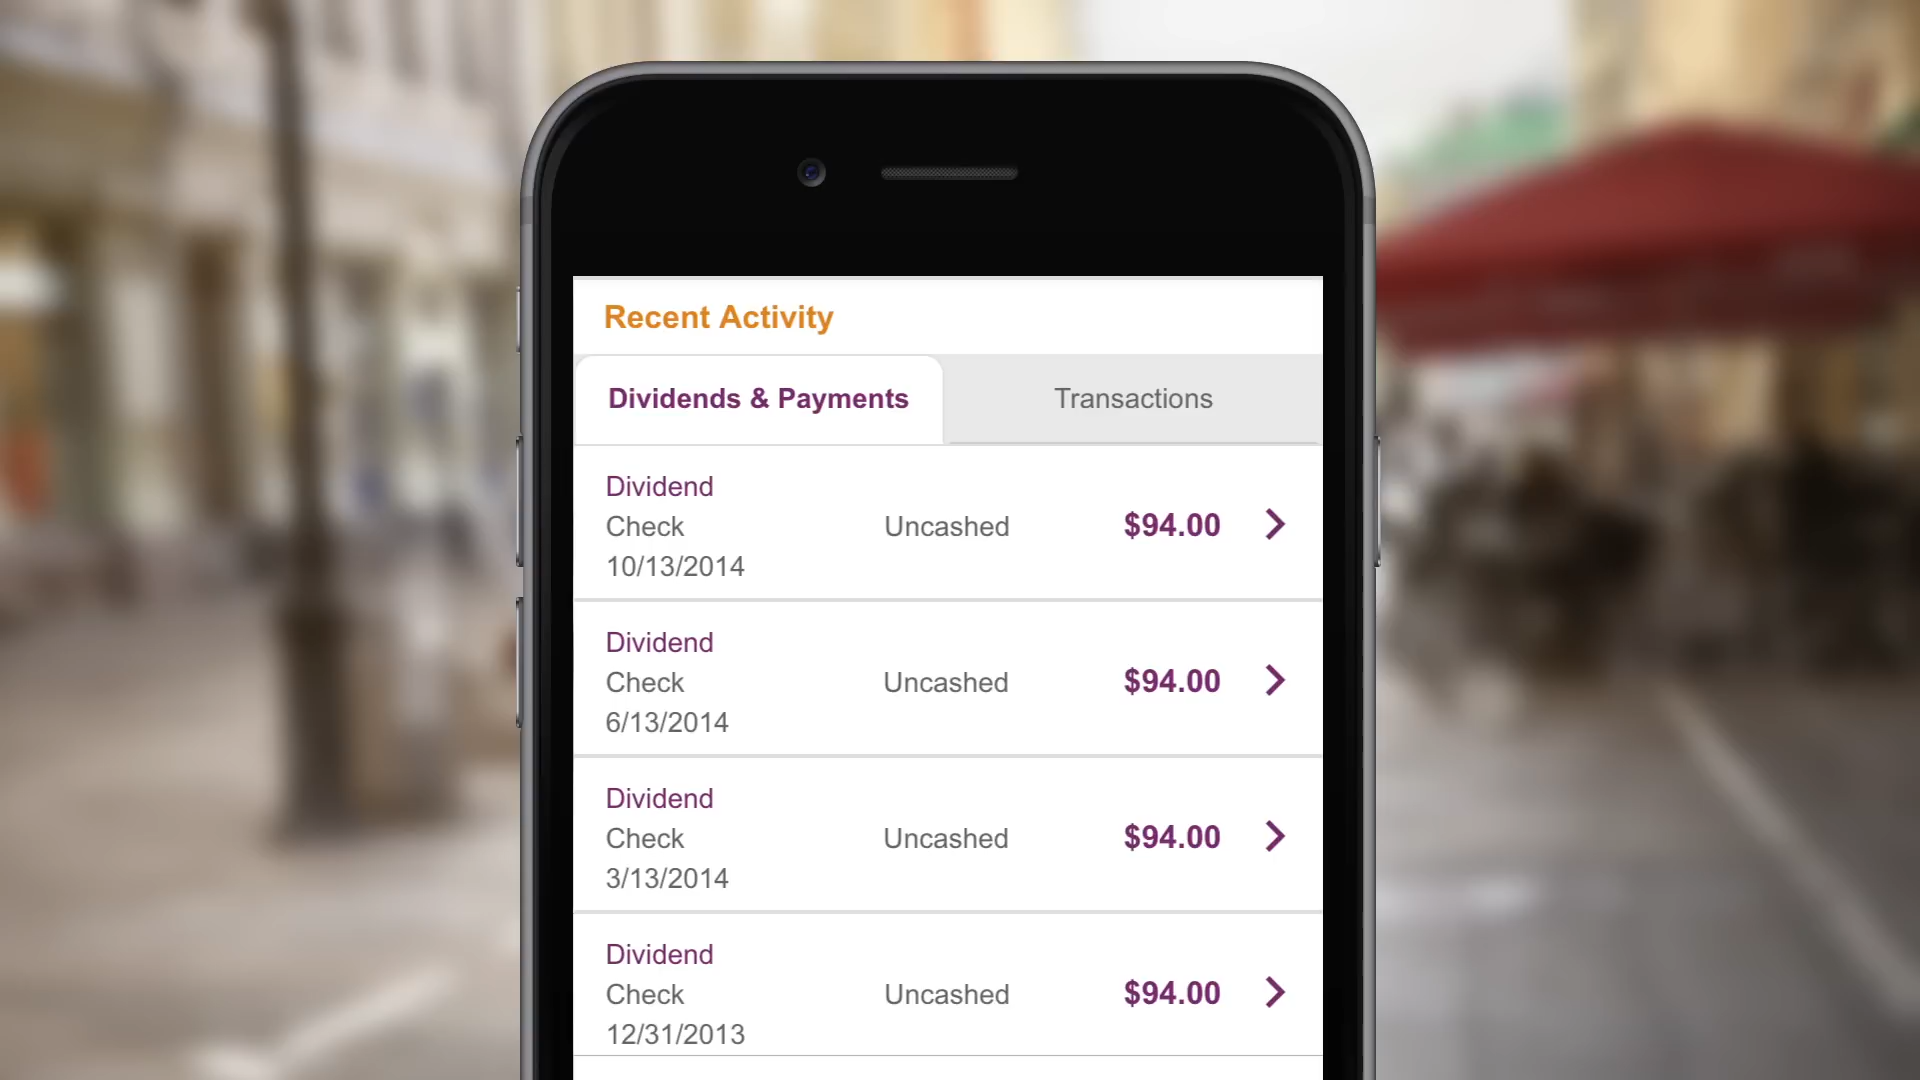 Recent Activity
Dividends & Payments
Transactions
Dividend
Check
10/13/2014
Uncashed
$94.00
Dividend
Check
6/13/2014
Uncashed
$94.00
Dividend
Check
3/13/2014
Uncashed
$94.00
Dividend
Check
12/31/2013
Uncashed
$94.00